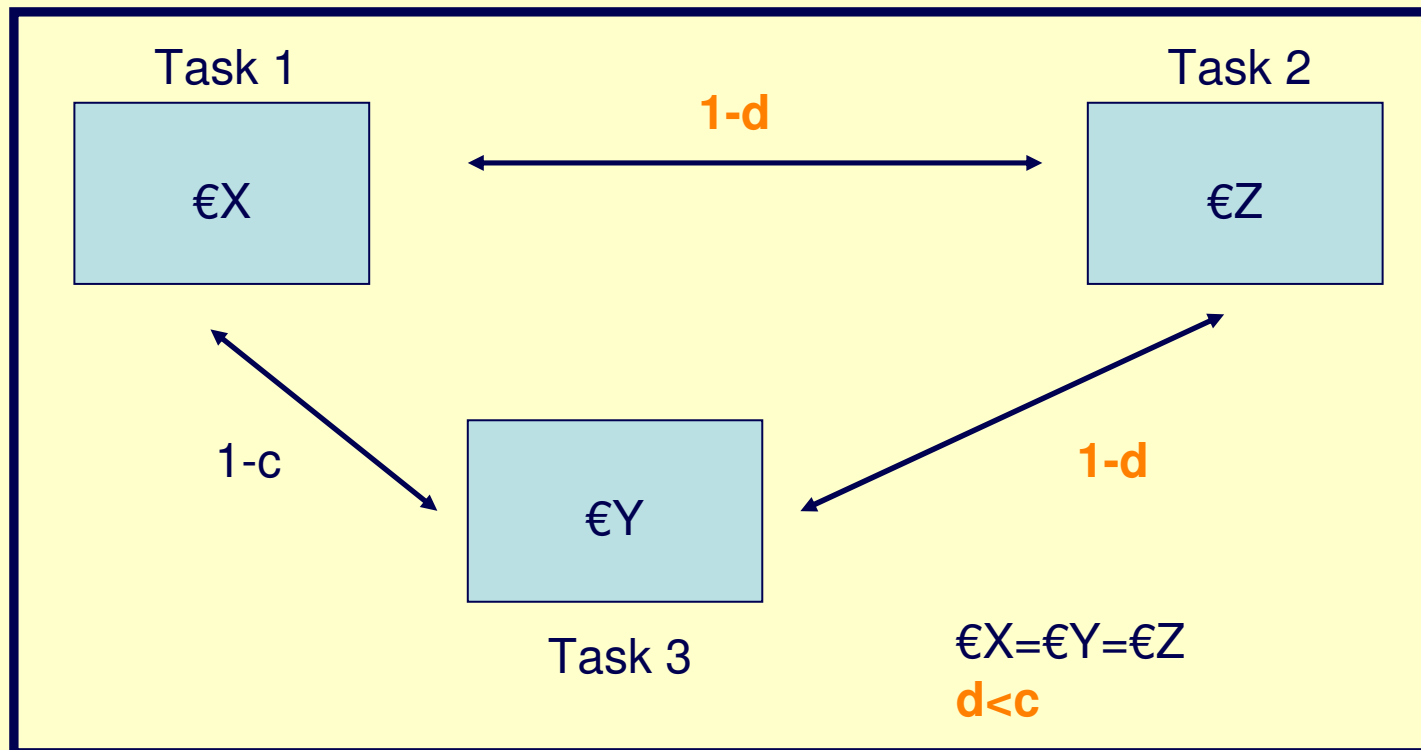 Task 1
Task 2
1-d
€X
€Z
1-c
1-d
€Y
Task 3
€X=€Y=€Z
d<c